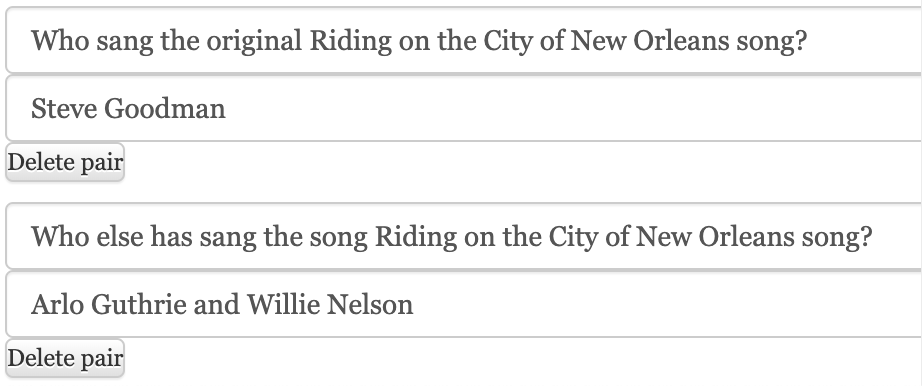 Who sang the original Riding on the City of New Orleans song?
Steve Goodman
Delete pair
Who else has sang the song Riding on the City of New Orleans song?
Arlo Guthrie and Willie Nelson
Delete pair